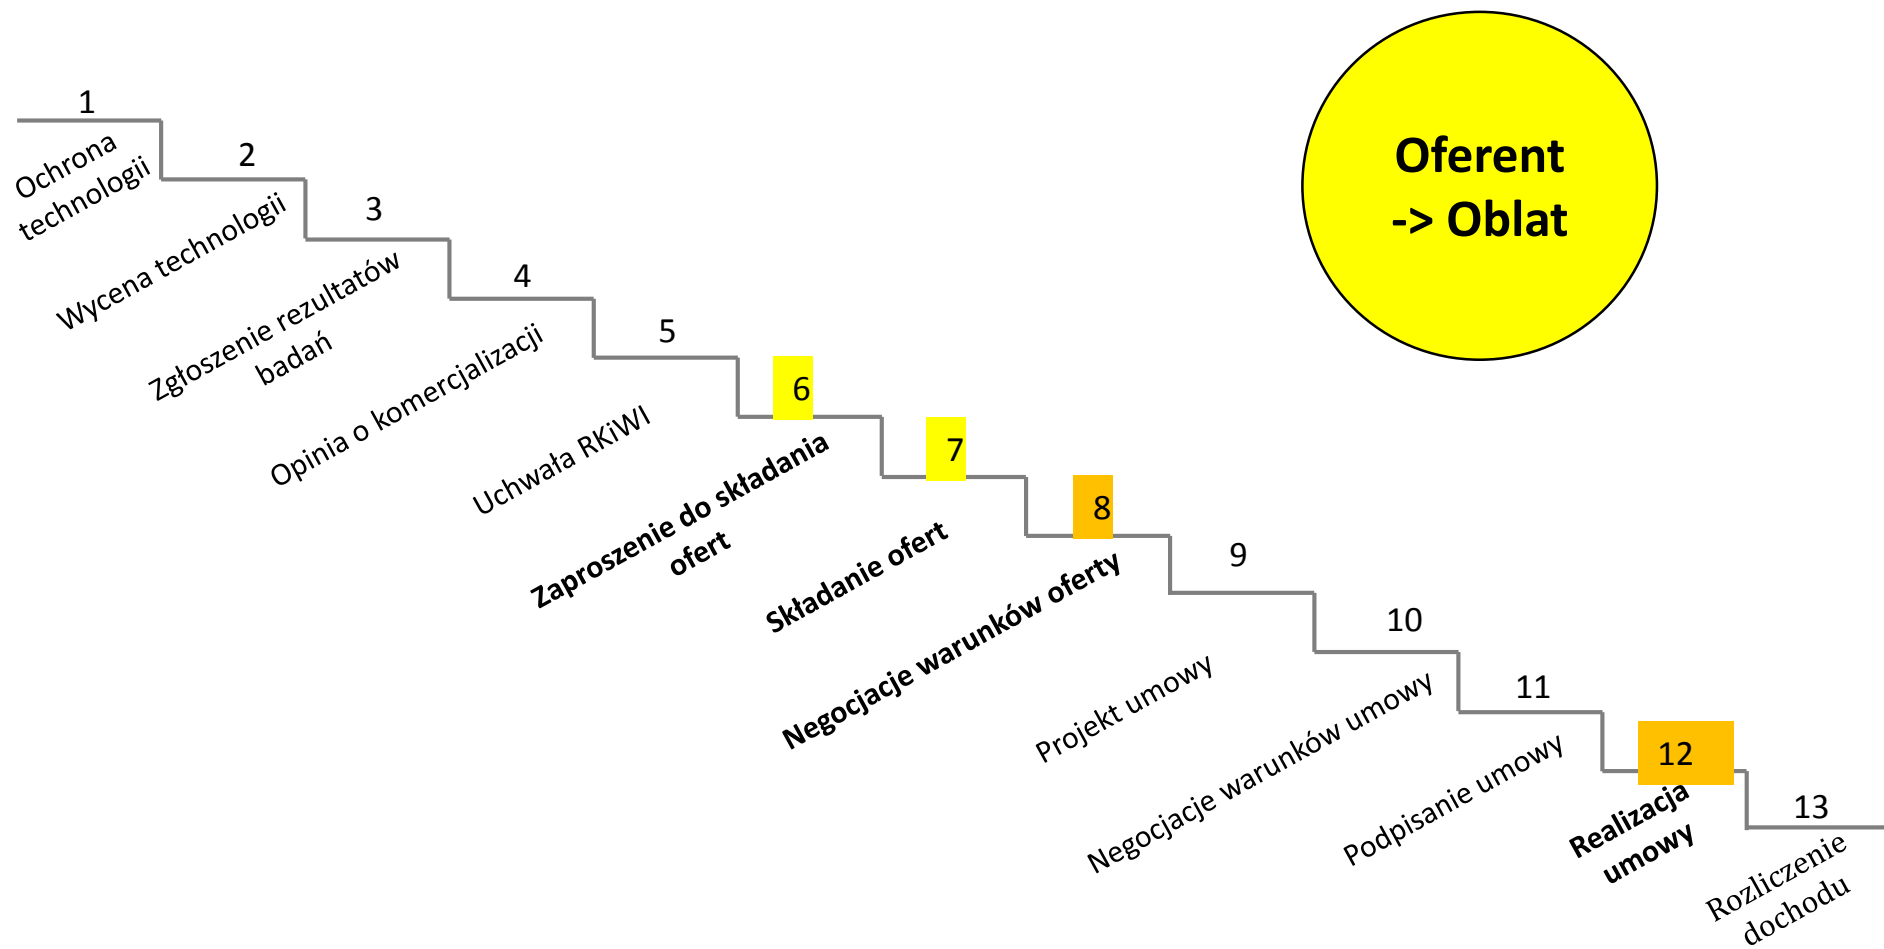 1
Ochrona
technologii
2
Wycena technologii
3
Zgłoszenie rezultatów
badań
4
Opinia o komercjalizacji
5
Uchwała RKiWI
6
Zaproszenie do składania
ofert
7
Składanie ofert
8
Negocjacje warunków oferty
9
Projekt umowy
10
Negocjacje warunków umowy
11
Podpisanie umowy
12
Realizacja
umowy
13
Rozliczenie
dochodu
Oferent
-> Oblat